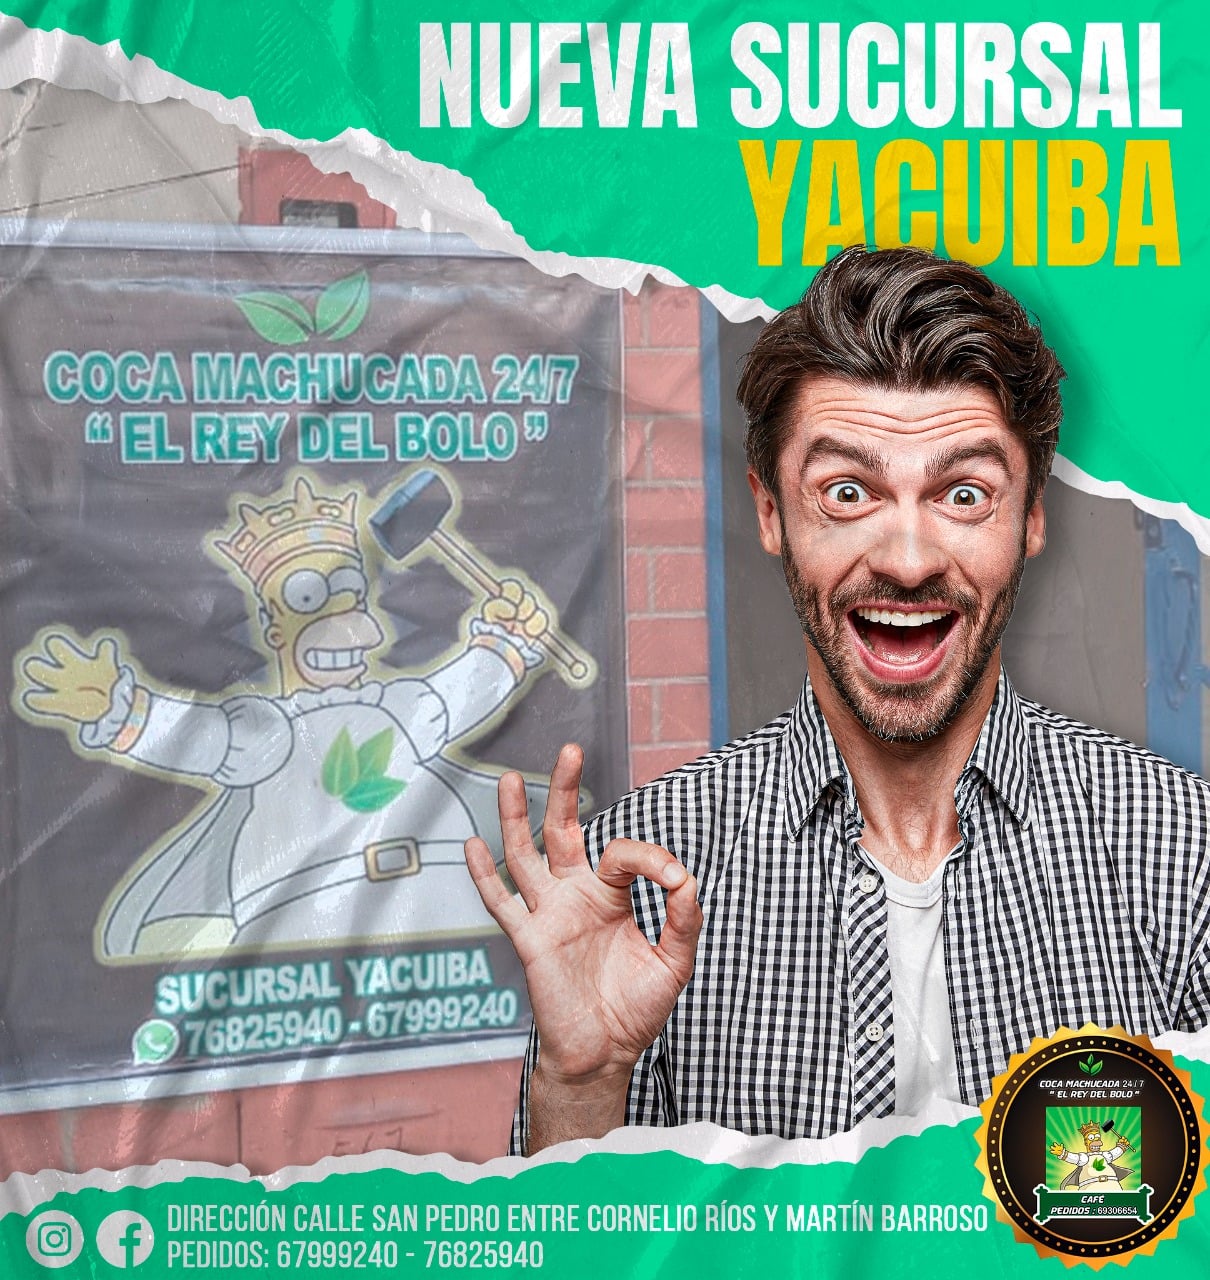 NUEVA SUCURSAL
YACUIBA
COCA MACHUCADA 24/7
“ EL REY DEL BOLO ”
SUCURSAL YACUIBA
76825940 - 67999240
COCA MACHUCADA 24/7
“ EL REY DEL BOLO “
CAFÉ
PEDIDOS : 69306654
DIRECCIÓN CALLE SAN PEDRO ENTRE CORNELIO RÍOS Y MARTÍN BARROSO
PEDIDOS: 67999240 - 76825940